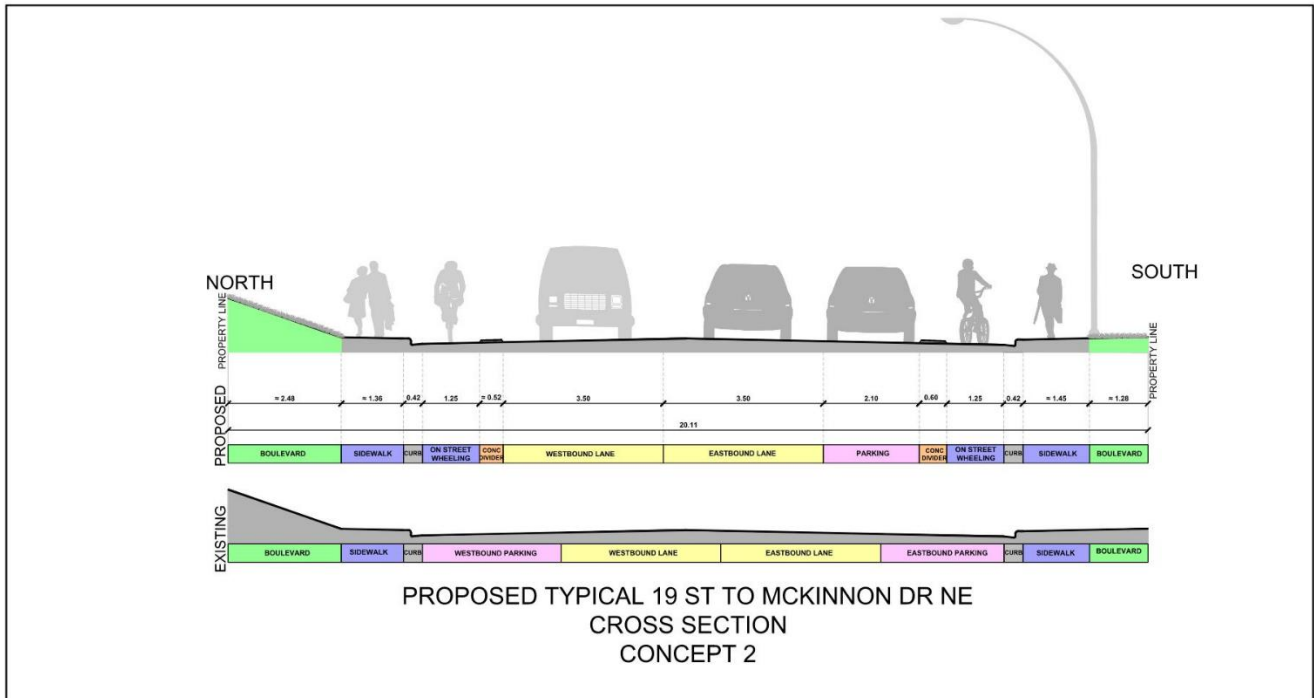 NORTH
SOUTH
PROPERTY LINE
PROPERTY LINE
PROPOSED
≈ 2.48 ≈ 1.36 0.42 1.25 ≈ 0.52 3.50 3.50 2.10 0.60 1.25 0.42 ≈ 1.45 ≈ 1.28
20.11
BOULEVARD SIDEWALK CURB ON STREET WHEELING CONC DIVIDER WESTBOUND LANE EASTBOUND LANE PARKING CONC DIVIDER ON STREET WHEELING CURB SIDEWALK BOULEVARD
EXISTING
BOULEVARD SIDEWALK CURB WESTBOUND PARKING WESTBOUND LANE EASTBOUND LANE EASTBOUND PARKING CURB SIDEWALK BOULEVARD
PROPOSED TYPICAL 19 ST TO MCKINNON DR NE
CROSS SECTION
CONCEPT 2